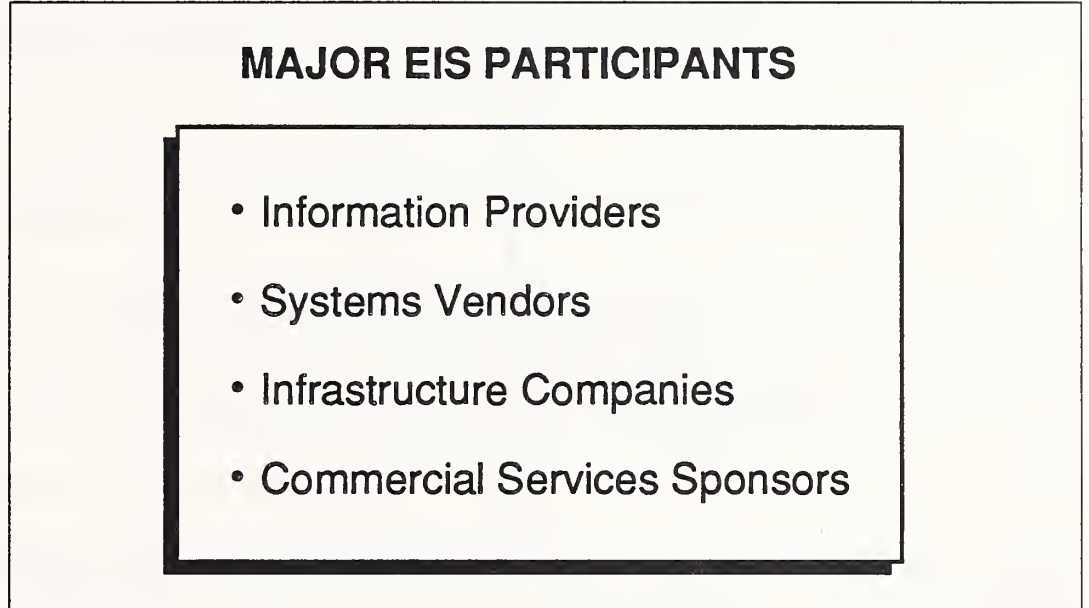 MAJOR EIS PARTICIPANTS
• Information Providers
• Systems Vendors
• Infrastructure Companies
• Commercial Services Sponsors